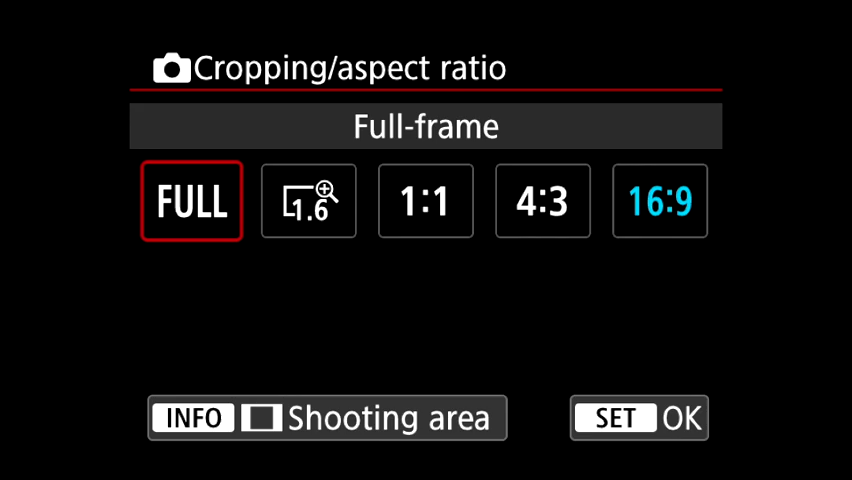 Cropping/aspect ratio
Full-frame
FULL 1.6 1:1 4:3 16:9
INFO Shooting area SET OK